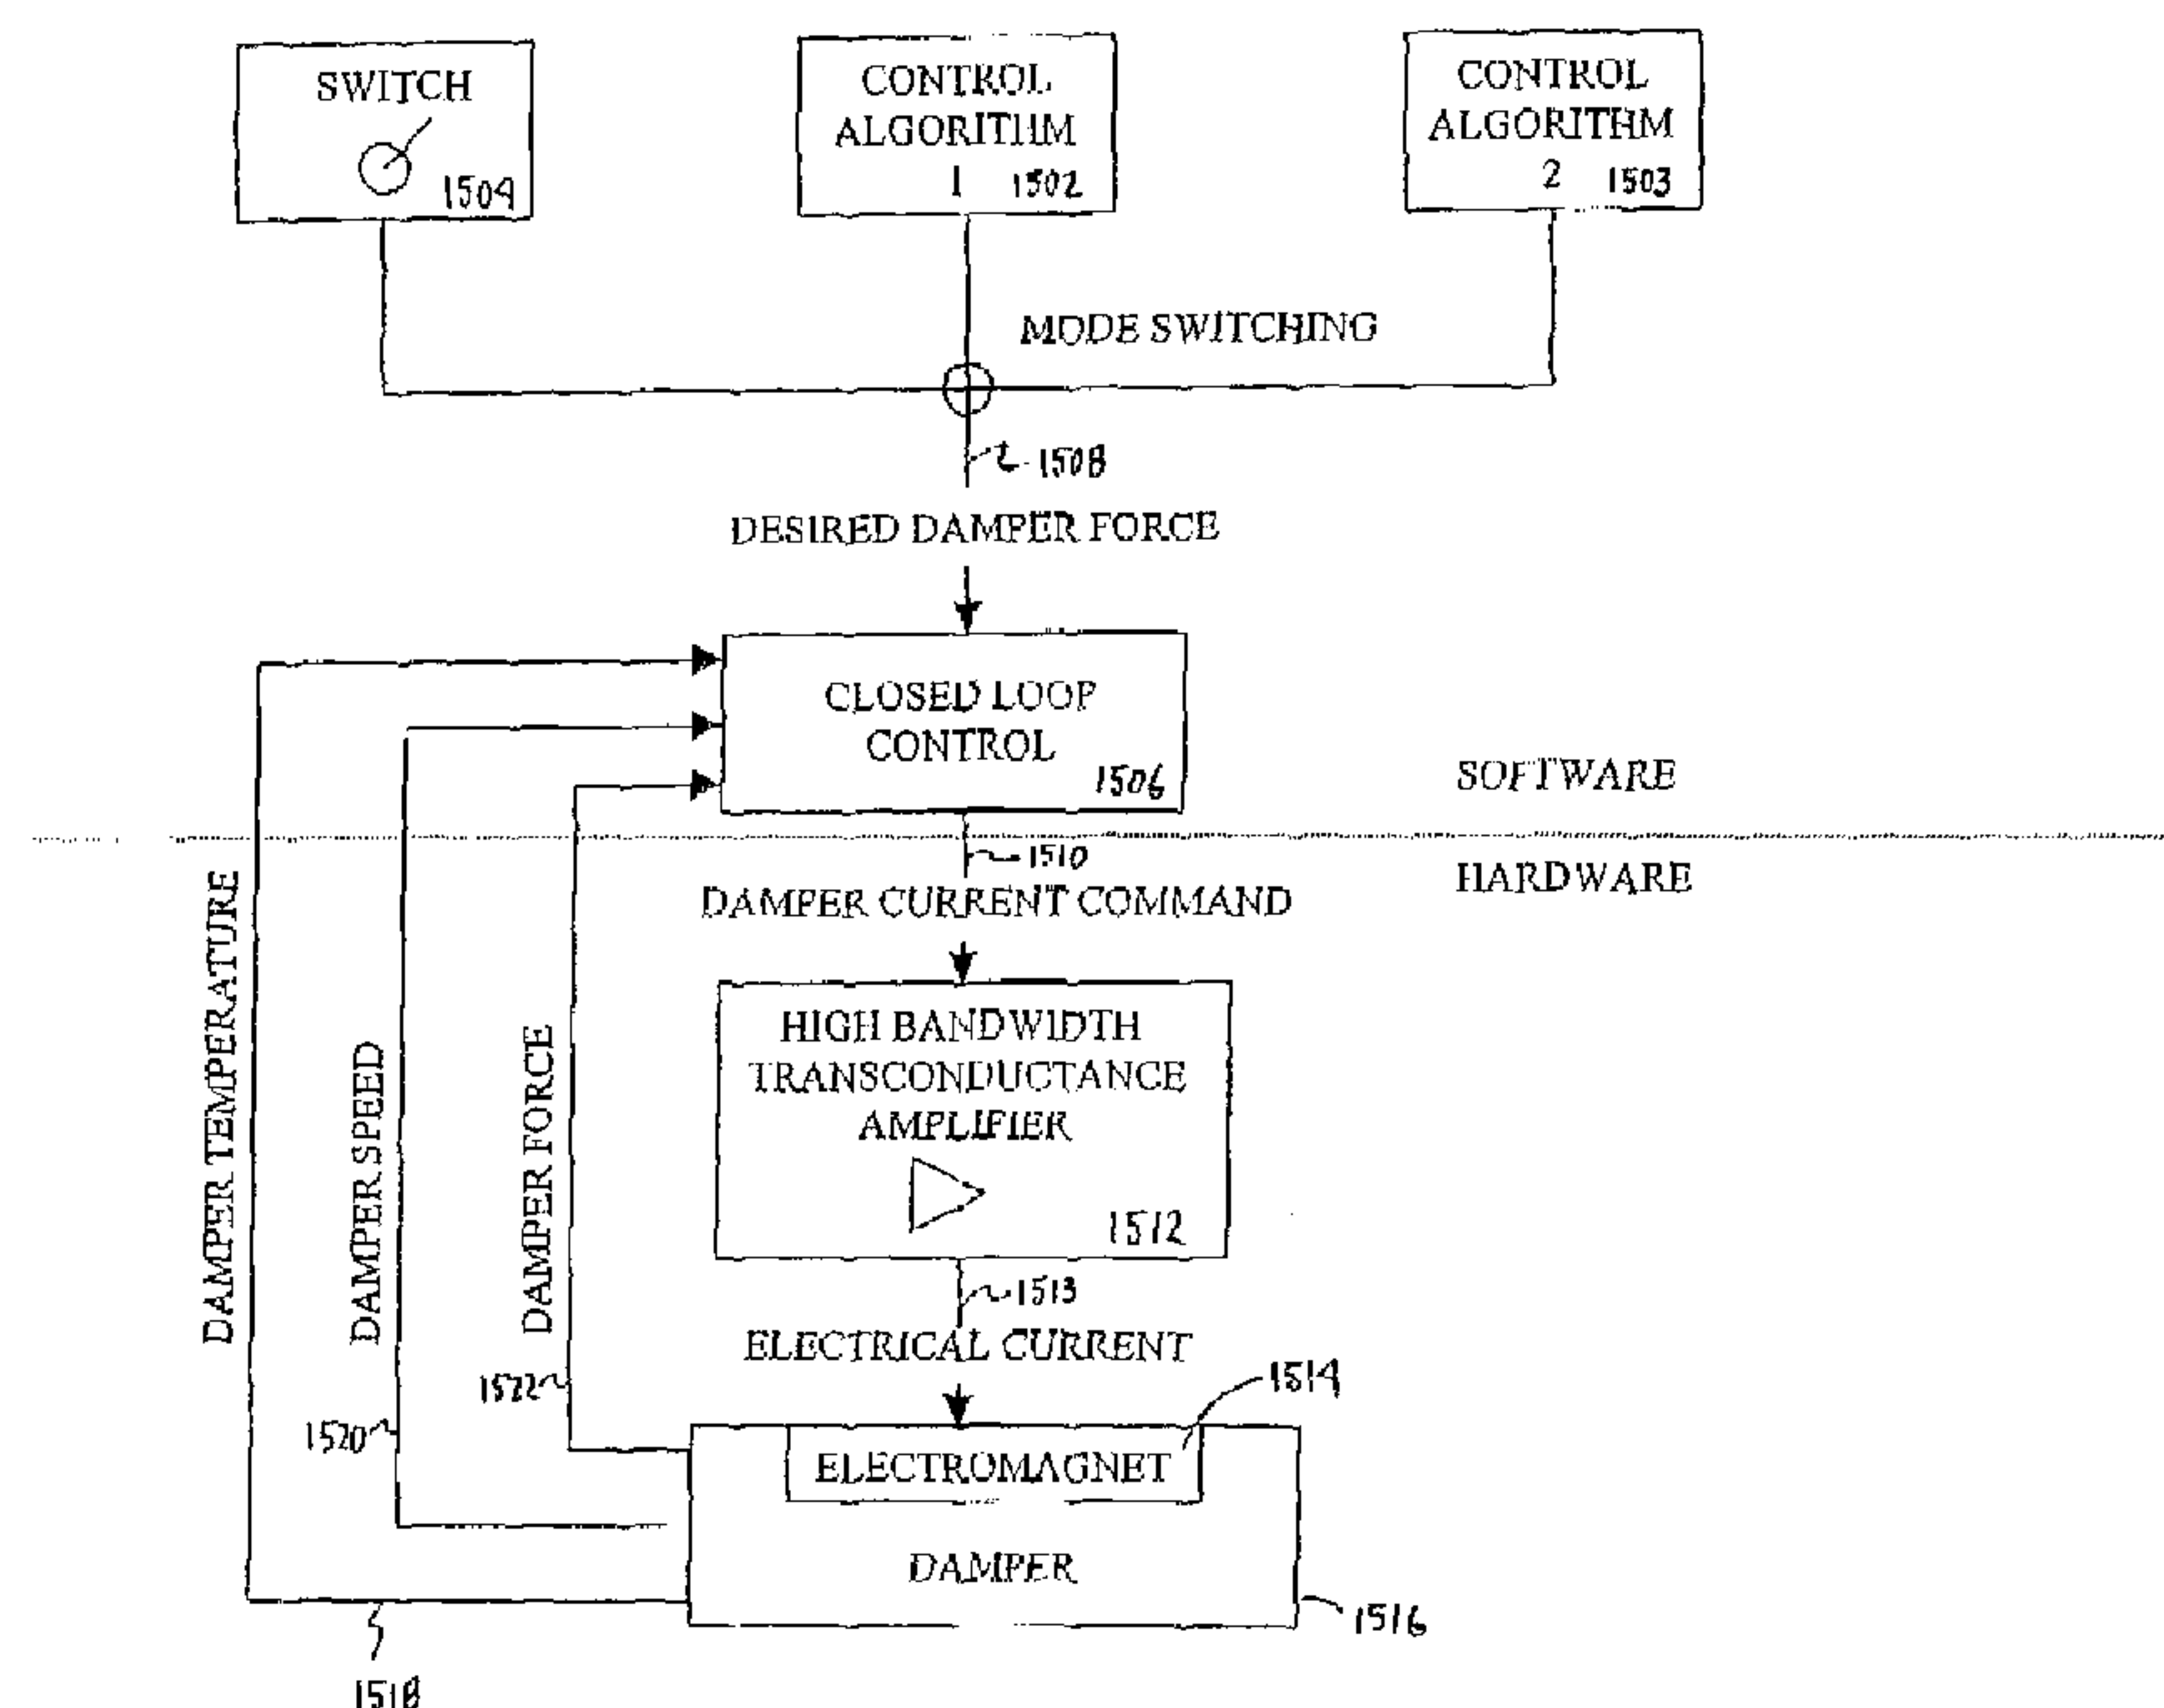 SWITCH
1504
CONTROL
ALGORITHM
1 1502
CONTROL
ALGORITHM
2 1503
MODE SWITCHING
1508
DESIRED DAMPER FORCE
CLOSED LOOP
CONTROL
1506
SOFTWARE
HARDWARE
1510
DAMPER CURRENT COMMAND
DAMPER TEMPERATURE
DAMPER SPEED
DAMPER FORCE
HIGH BANDWIDTH
TRANSCONDUCTANCE
AMPLIFIER
1512
1513
ELECTRICAL CURRENT
1514
1522
1520
ELECTROMAGNET
DAMPER
1516
1518